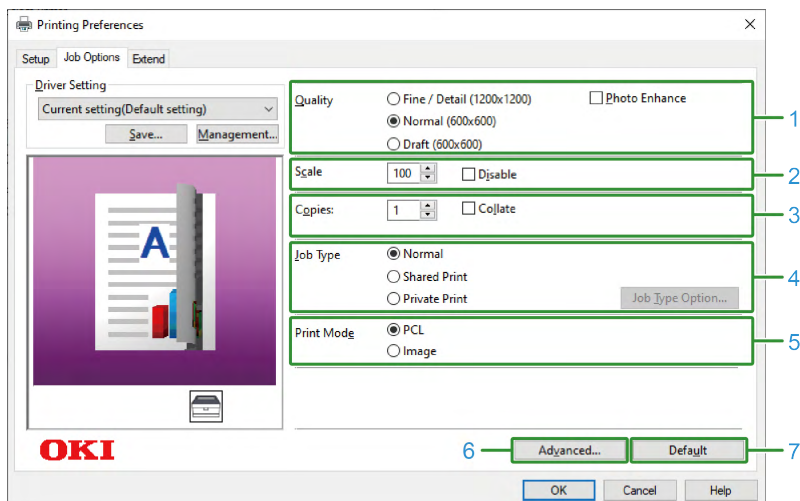 Printing Preferences
Setup Job Options Extend
Driver Setting
Current setting(Default setting)
Save... Management...
Quality Fine / Detail (1200x1200) Photo Enhance
Normal (600x600)
Draft (600x600)
1
Scale 100 Disable
2
Copies: 1 Collate
3
Job Type Normal
Shared Print
Private Print Job Type Option...
4
Print Mode PCL
Image
5
A
OKI
6 Advanced... Default 7
OK Cancel Help